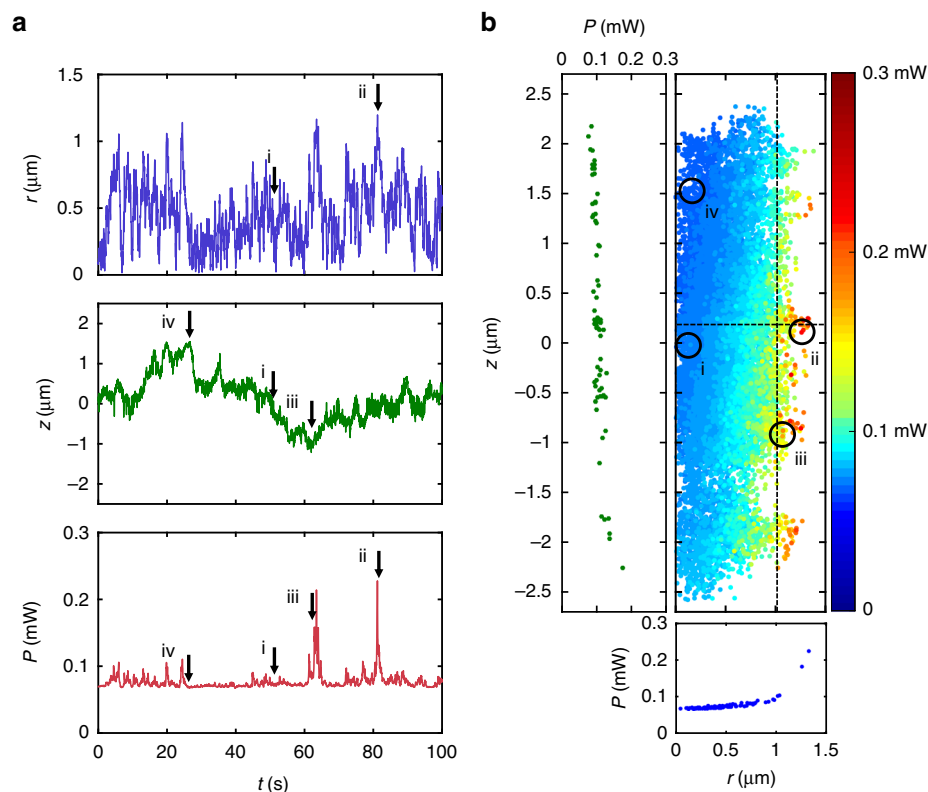 a
1.5
1
0.5
0
r (μm)
i
ii
2
1
0
−1
−2
z (μm)
iv
i
iii
0.3
0.2
0.1
0
P (mW)
iv
i
iii
ii
0 20 40 60 80 100
t (s)
b
P (mW)
0 0.1 0.2 0.3
2.5
2
1.5
1
0.5
0
−0.5
−1
−1.5
−2
−2.5
z (μm)
iv
i
ii
iii
0.3 mW
0.2 mW
0.1 mW
0
0.3
0.2
0.1
0
P (mW)
0 0.5 1 1.5
r (μm)